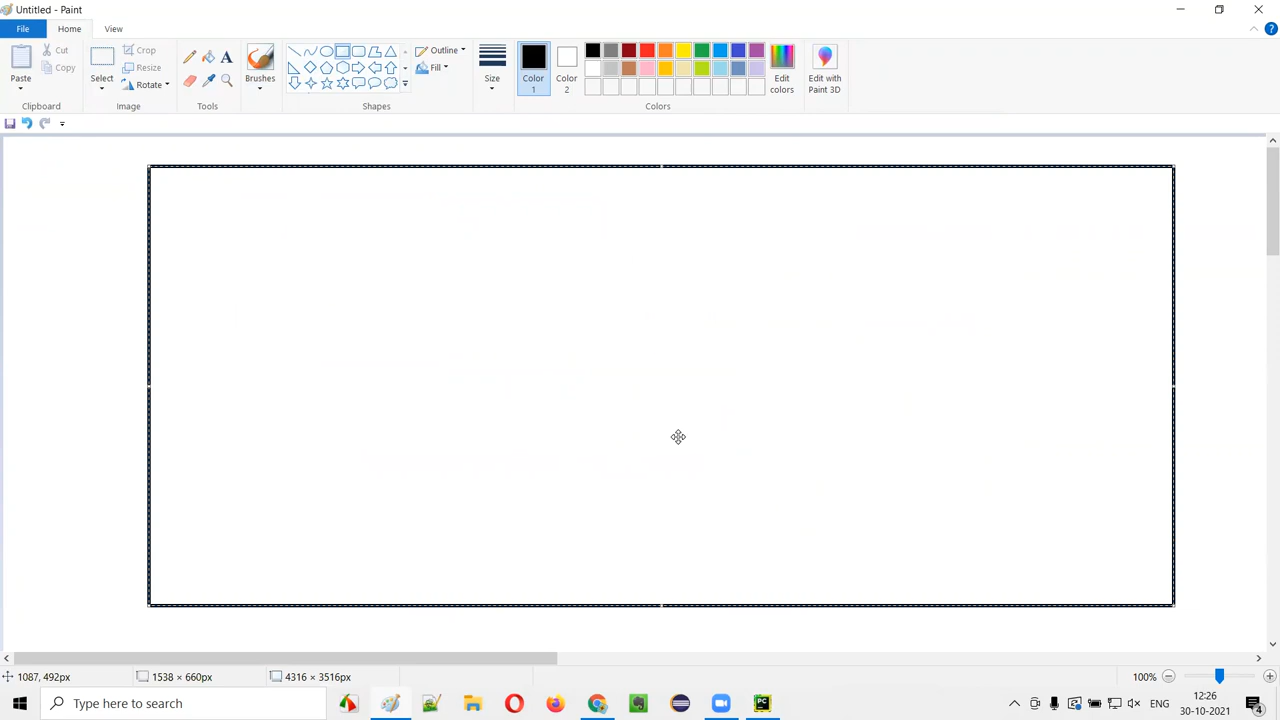 Untitled - Paint
File
Home
View
Paste
Cut
Copy
Clipboard
Select
Crop
Resize
Rotate
Image
A
Tools
Brushes
Outline
Fill
Shapes
Size
Color 1
Color 2
Edit colors
Colors
Edit with Paint 3D
1087, 492px
1538 × 660px
4316 × 3516px
100%
Type here to search
PC
ENG
12:26
30-10-2021
4